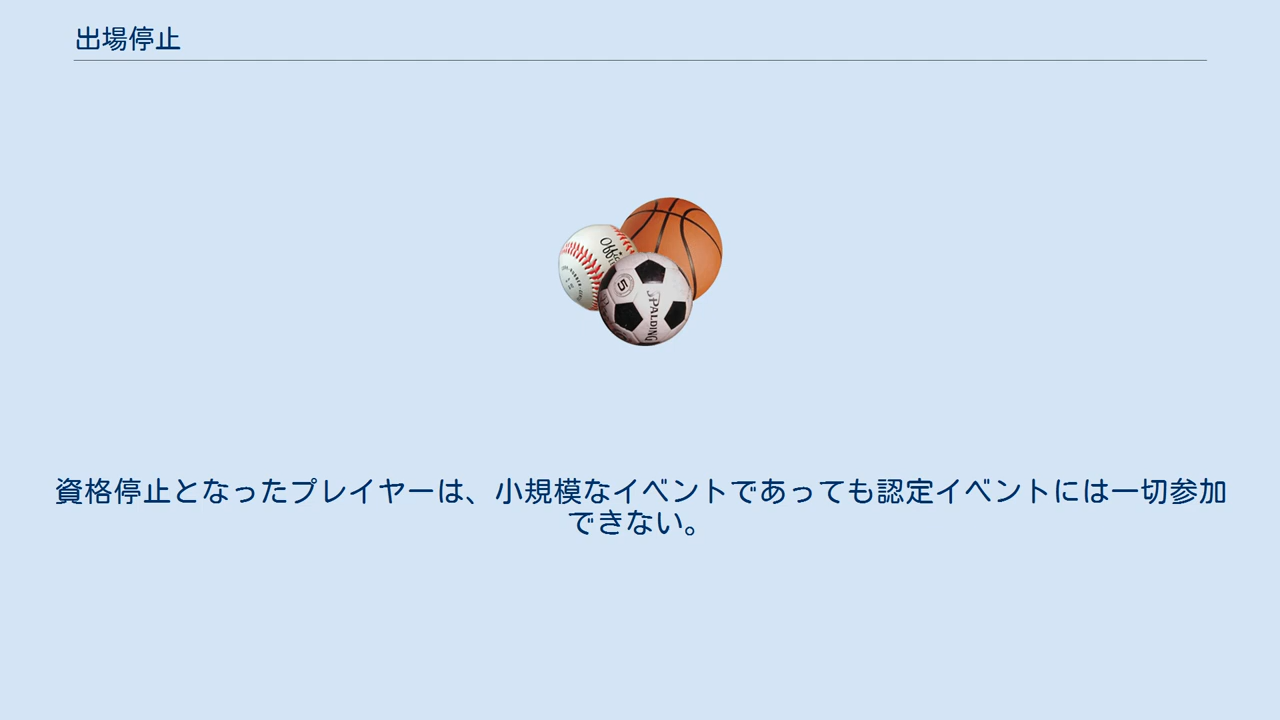 出場停止
資格停止となったプレイヤーは、小規模なイベントであっても認定イベントには一切参加
できない。
SPALDING
5